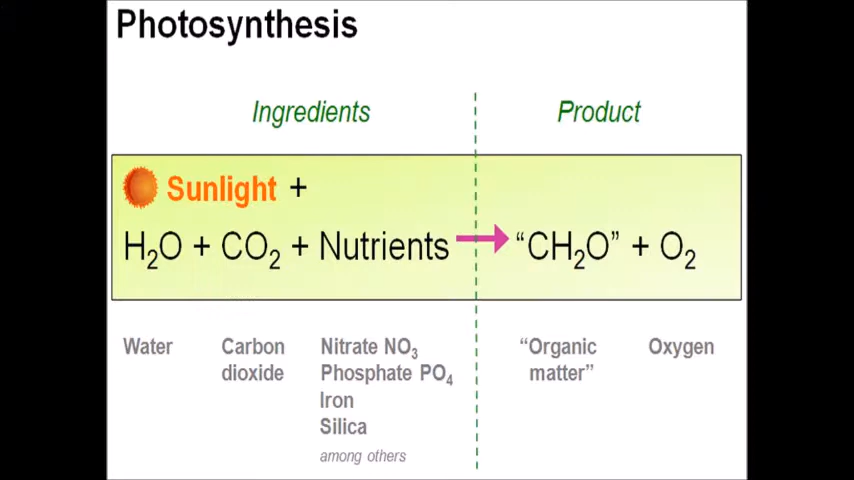 Photosynthesis
Ingredients
Product
Sunlight +
H₂O + CO₂ + Nutrients → “CH₂O” + O₂
Water
Carbon
dioxide
Nitrate NO₃
Phosphate PO₄
Iron
Silica
among others
“Organic
matter”
Oxygen